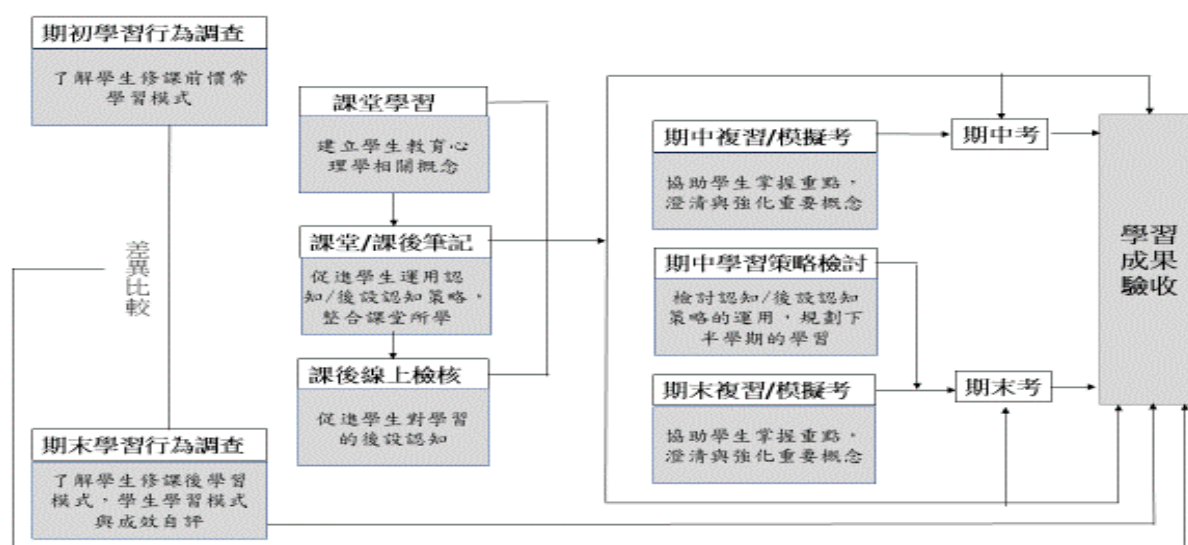 期初學習行為調查
了解學生修課前慣常
學習模式
差異比較
期末學習行為調查
了解學生修課後學習
模式，學生學習模式
與成效自評
課堂學習
建立學生教育心
理學相關概念
課堂/課後筆記
促進學生運用認
知/後設認知策略，
整合課堂所學
課後線上檢核
促進學生對學習
的後設認知
期中複習/模擬考
協助學生掌握重點，
澄清與強化重要概念
期中學習策略檢討
檢討認知/後設認知
策略的運用，規劃下
半學期的學習
期末複習/模擬考
協助學生掌握重點，
澄清與強化重要概念
期中考
期末考
學習
成果
驗收